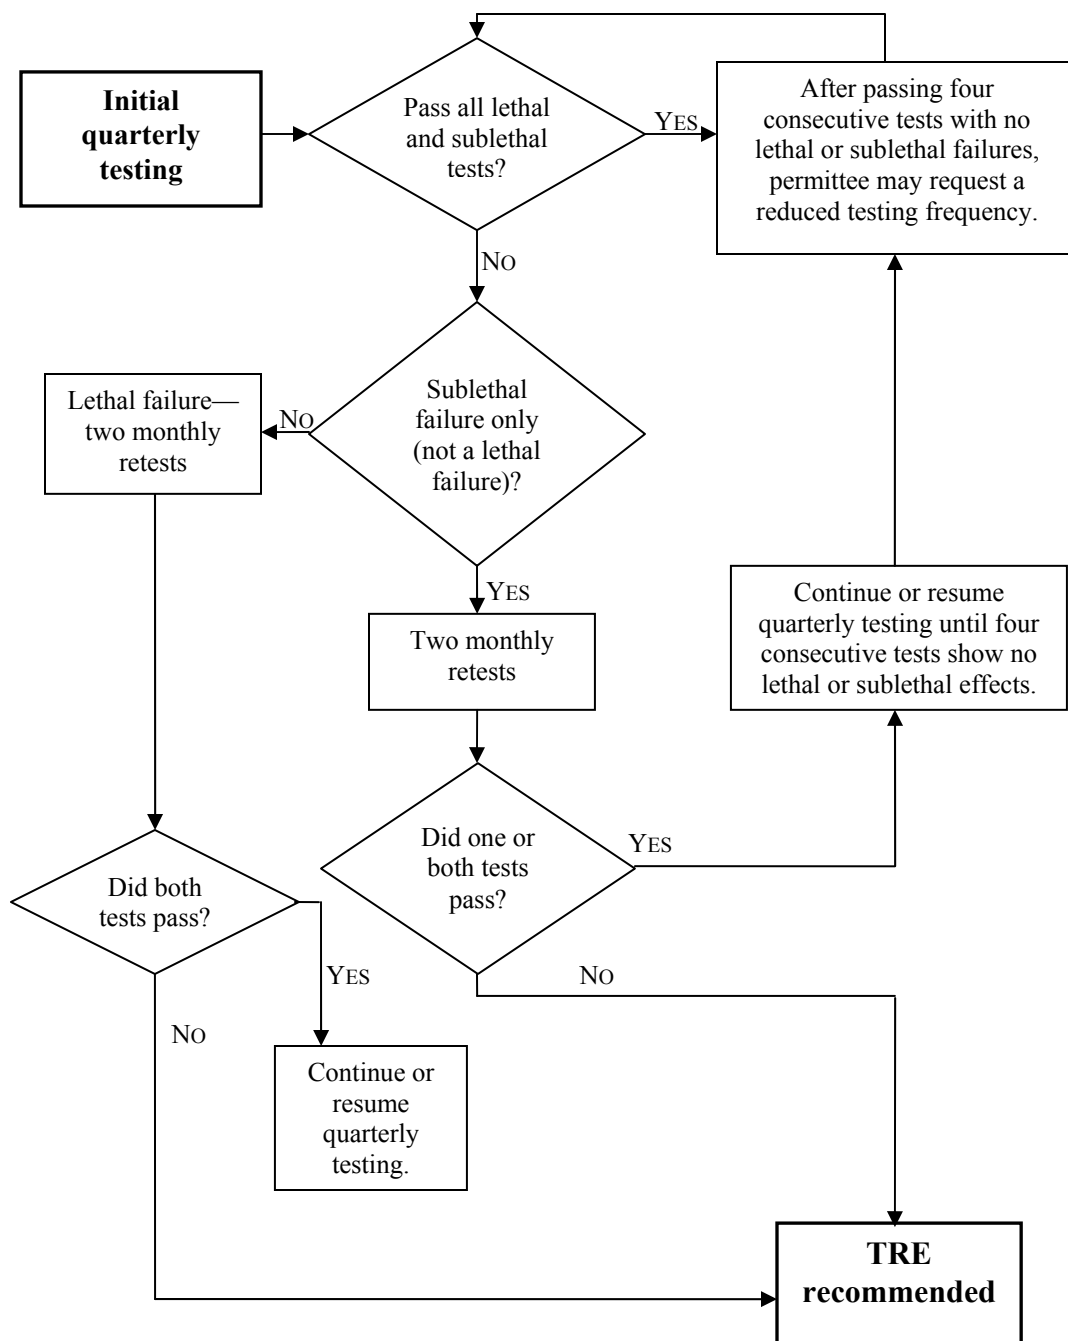 Initial
quarterly
testing
Pass all lethal
and sublethal
tests?
YES
After passing four
consecutive tests with no
lethal or sublethal failures,
permittee may request a
reduced testing frequency.
NO
Sublethal
failure only
(not a lethal
failure)?
NO
Lethal failure—
two monthly
retests
YES
Two monthly
retests
Continue or resume
quarterly testing until four
consecutive tests show no
lethal or sublethal effects.
Did one or
both tests
pass?
YES
NO
Did both
tests pass?
YES
NO
Continue or
resume
quarterly
testing.
TRE
recommended